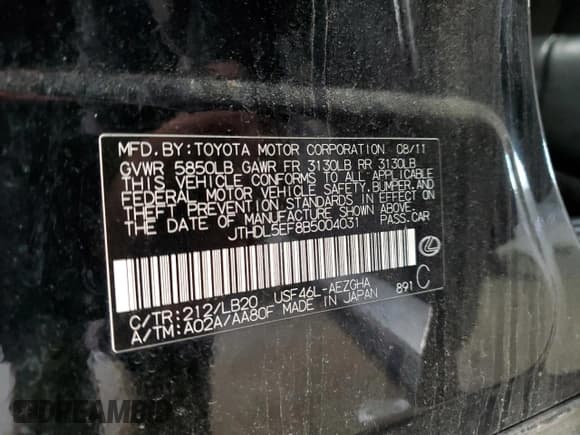 MFD. BY: TOYOTA MOTOR CORPORATION 08/11
GVWR 5850LB GAWR FR 3130LB RR 3130LB
THIS VEHICLE CONFORMS TO ALL APPLICABLE
FEDERAL MOTOR VEHICLE SAFETY, BUMPER, AND
THEFT PREVENTION STANDARDS IN EFFECT ON
THE DATE OF MANUFACTURE SHOWN ABOVE.
JTHDL5EF8B5004031 PASS.CAR
C/TR: 212/LB20 USF46L-AEZGHA
A/TM: A02A/AA80F MADE IN JAPAN 891 C
DREAMBID